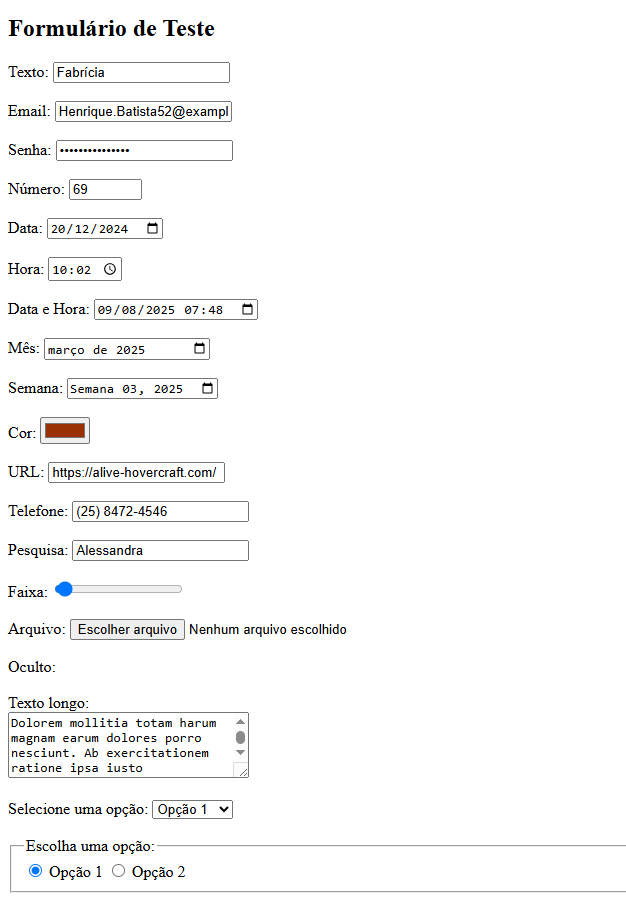 Formulário de Teste
Texto: Fabrícia
Email: Henrique.Batista52@exampl
Senha: •••••••••••••••
Número: 69
Data: 20/12/2024
Hora: 10:02
Data e Hora: 09/08/2025 07:48
Mês: março de 2025
Semana: Semana 03, 2025
Cor:
URL: https://alive-hovercraft.com/
Telefone: (25) 8472-4546
Pesquisa: Alessandra
Faixa:
Arquivo: Escolher arquivo Nenhum arquivo escolhido
Oculto:
Texto longo:
Dolorem mollitia totam harum
magnam earum dolores porro
nesciunt. Ab exercitationem
ratione ipsa iusto
Selecione uma opção: Opção 1
Escolha uma opção:
Opção 1 Opção 2